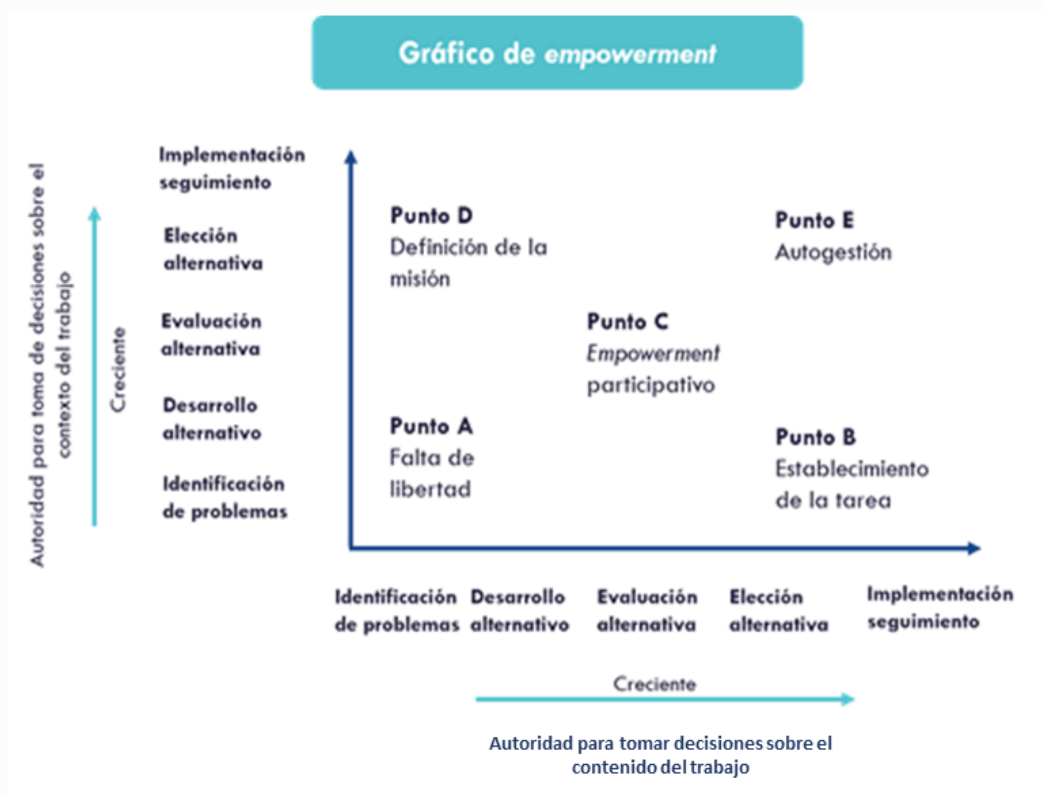 Gráfico de empowerment
Autoridad para toma de decisiones sobre el
contexto del trabajo
Creciente
Implementación
seguimiento
Elección
alternativa
Evaluación
alternativa
Desarrollo
alternativo
Identificación
de problemas
Punto D
Definición de la
misión
Punto E
Autogestión
Punto C
Empowerment
participativo
Punto A
Falta de
libertad
Punto B
Establecimiento
de la tarea
Identificación
de problemas
Desarrollo
alternativo
Evaluación
alternativa
Elección
alternativa
Implementación
seguimiento
Creciente
Autoridad para tomar decisiones sobre el
contenido del trabajo